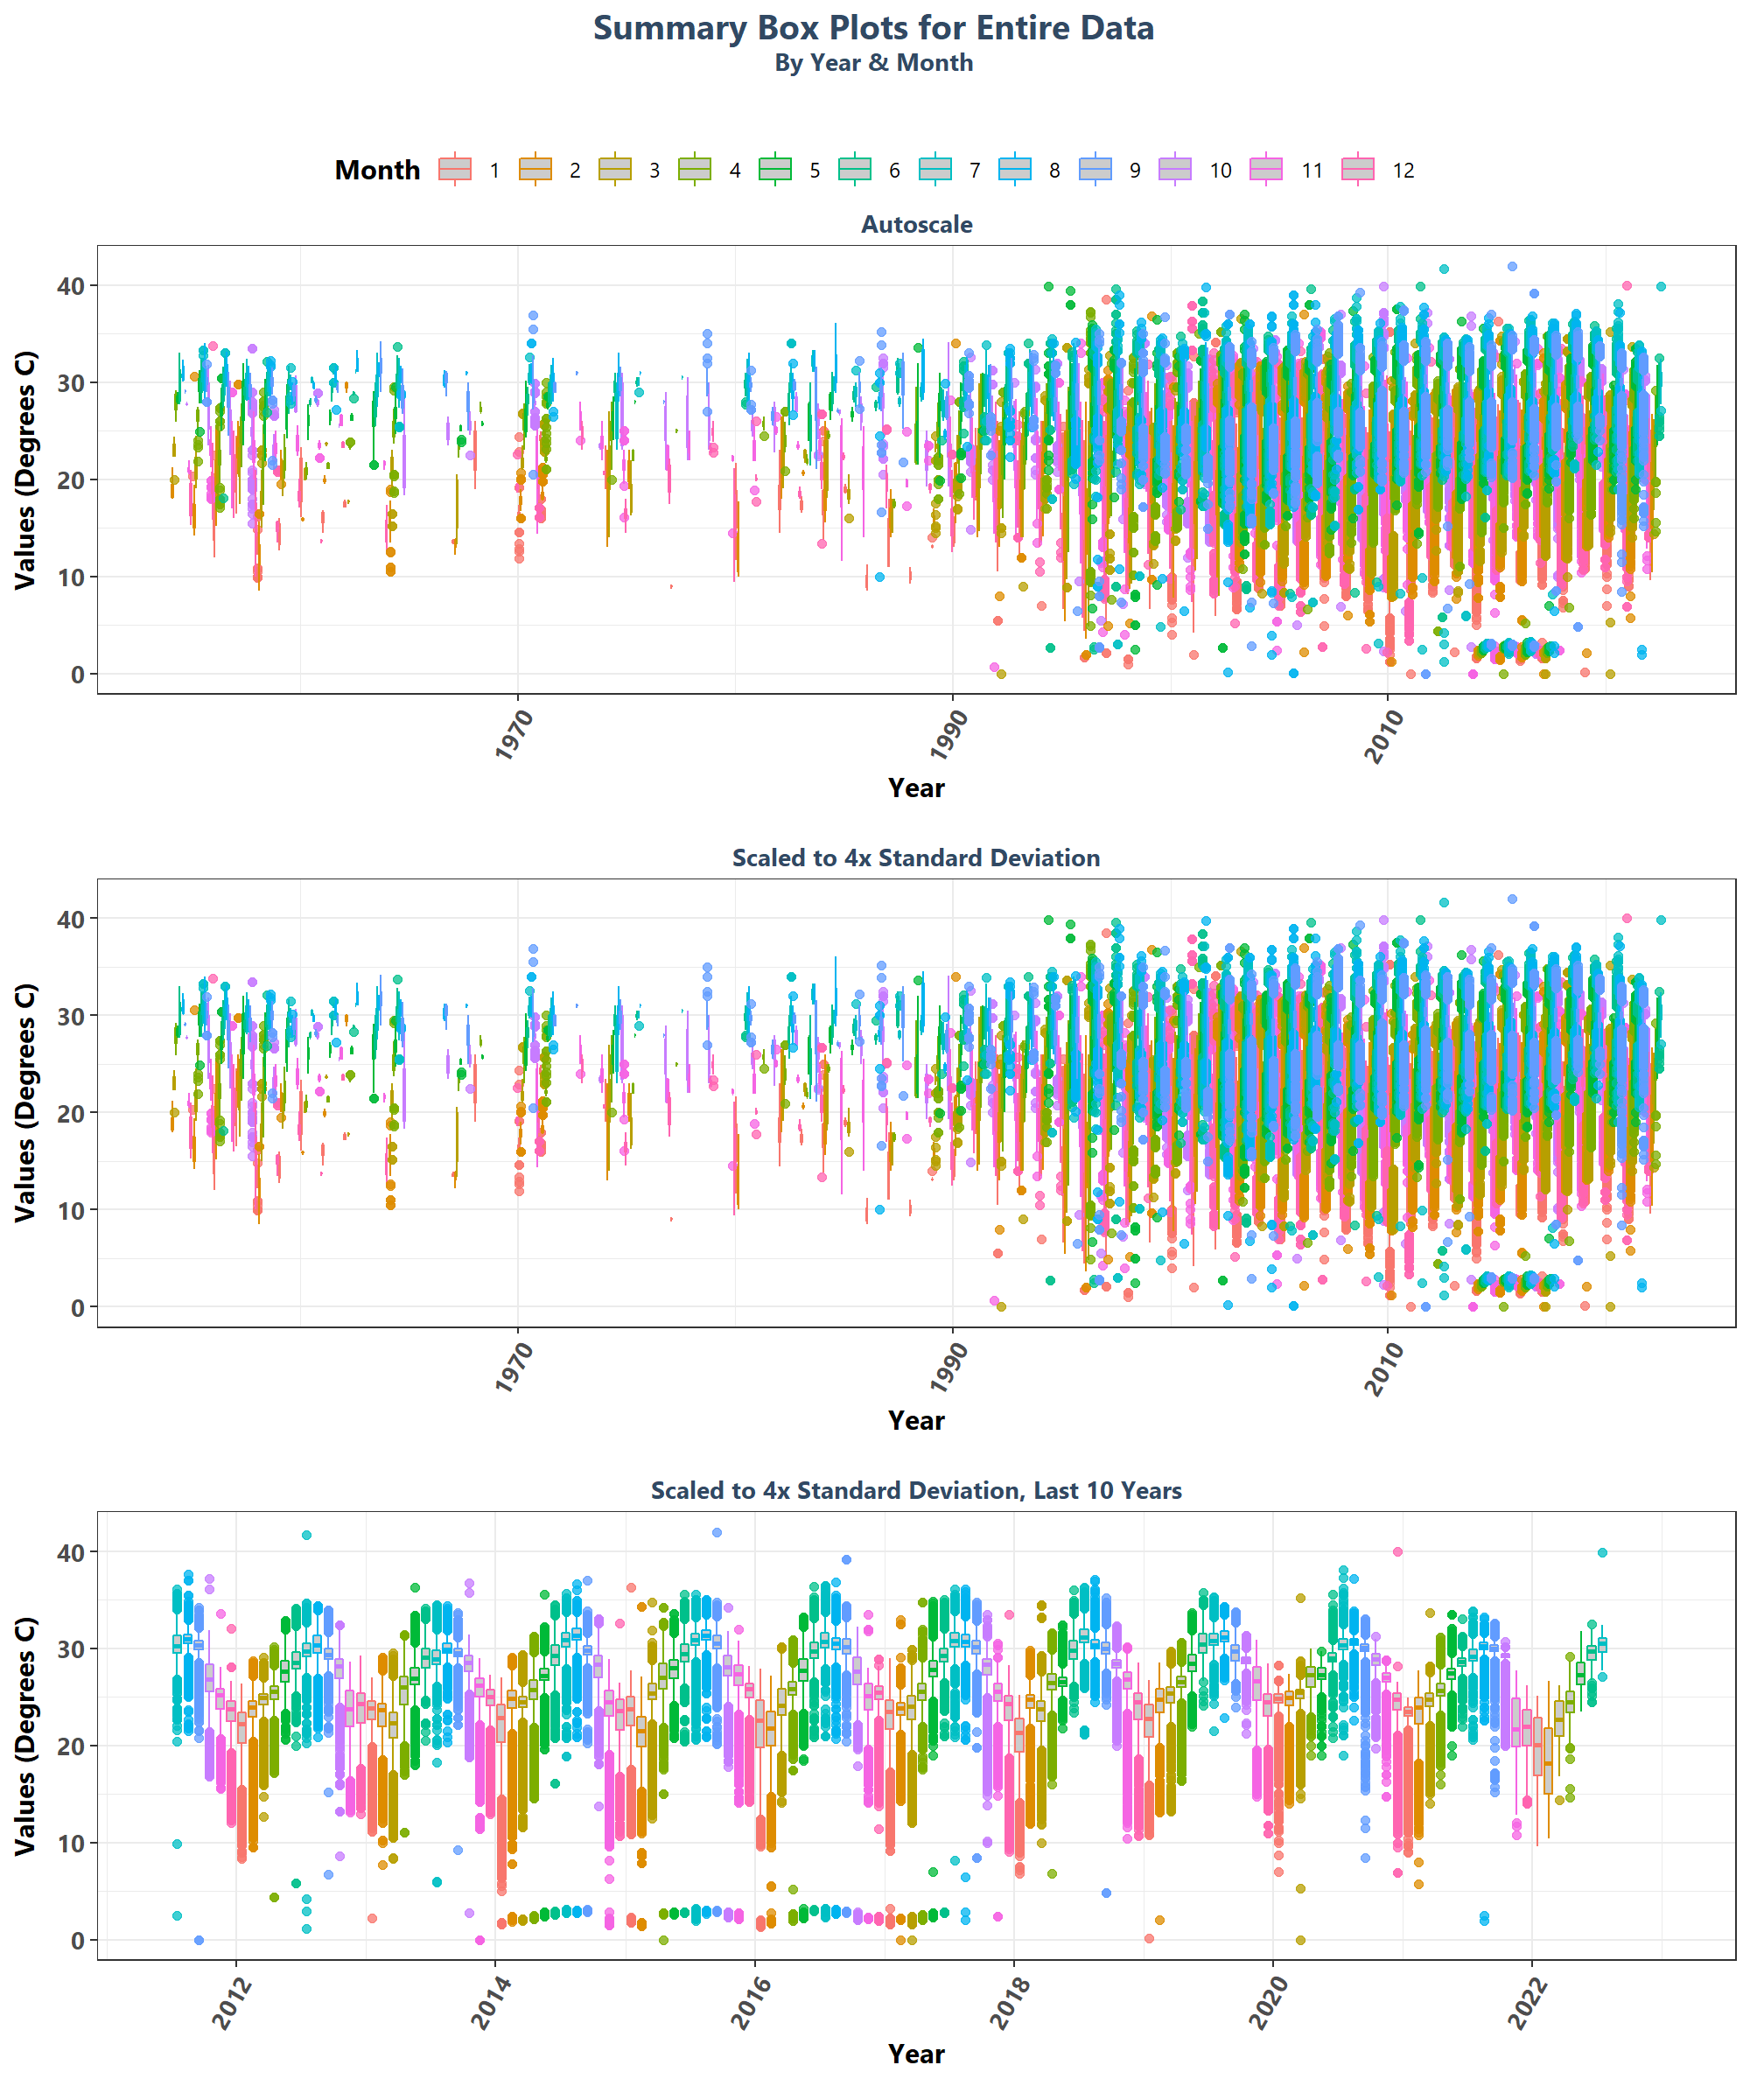 Summary Box Plots for Entire Data
By Year & Month
Month 1 2 3 4 5 6 7 8 9 10 11 12
Autoscale
Values (Degrees C)
40
30
20
10
0
1970 1990 2010
Year
Scaled to 4x Standard Deviation
Values (Degrees C)
40
30
20
10
0
1970 1990 2010
Year
Scaled to 4x Standard Deviation, Last 10 Years
Values (Degrees C)
40
30
20
10
0
2012 2014 2016 2018 2020 2022
Year